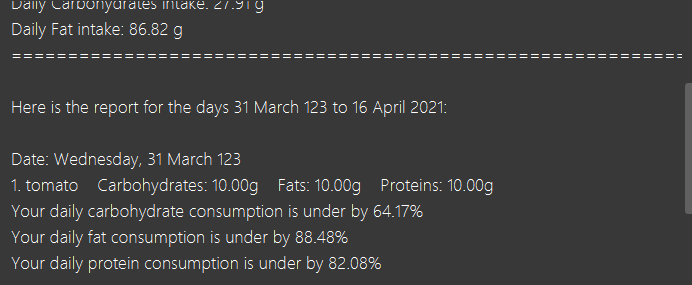 Daily Carbohydrates intake: 27.91 g
Daily Fat intake: 86.82 g
============================================================
Here is the report for the days 31 March 123 to 16 April 2021:
Date: Wednesday, 31 March 123
1. tomato Carbohydrates: 10.00g Fats: 10.00g Proteins: 10.00g
Your daily carbohydrate consumption is under by 64.17%
Your daily fat consumption is under by 88.48%
Your daily protein consumption is under by 82.08%